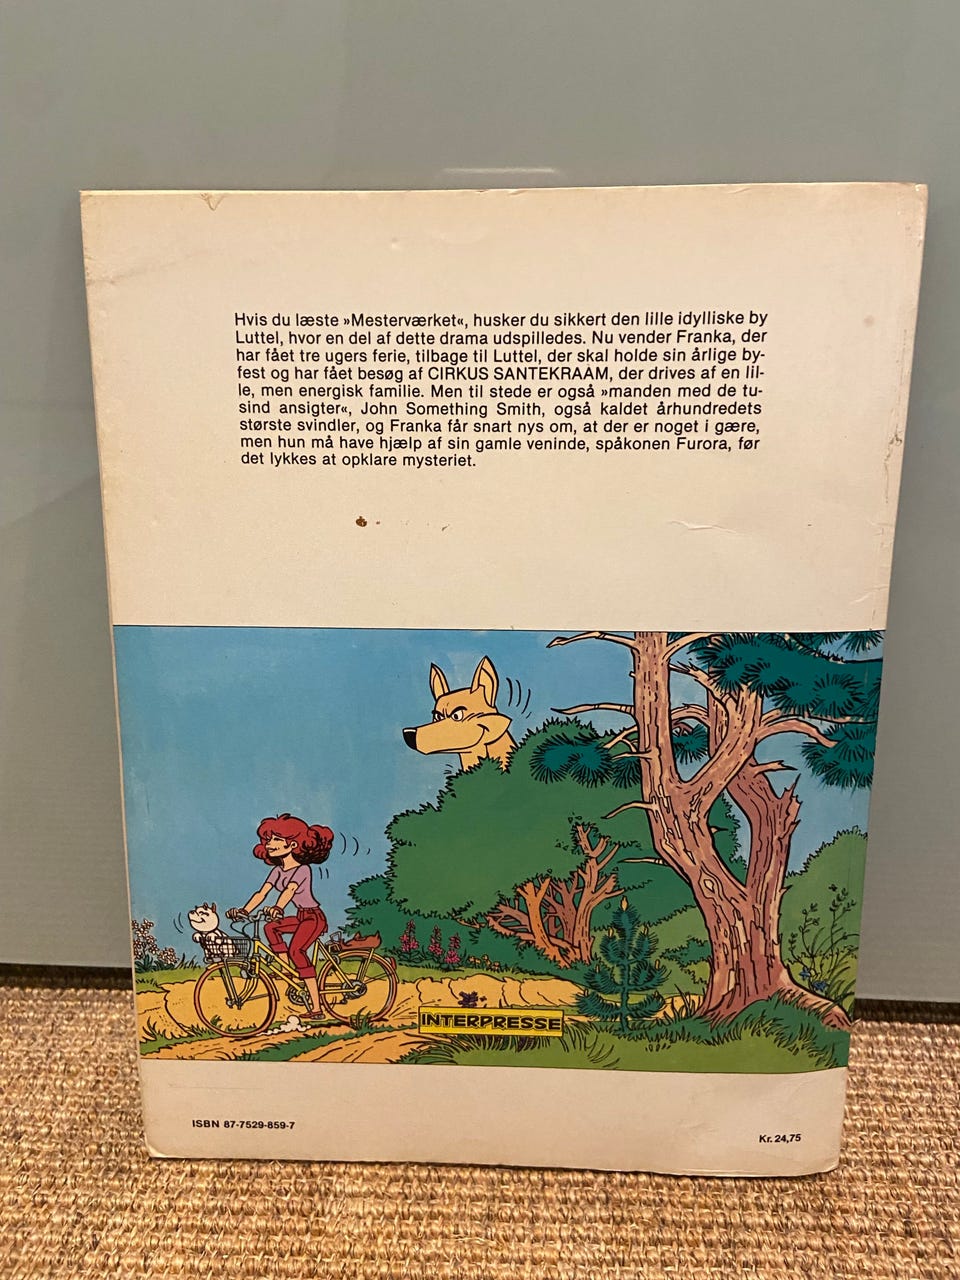 Hvis du læste »Mesterværket«, husker du sikkert den lille idylliske by
Luttel, hvor en del af dette drama udspilledes. Nu vender Franka, der
har fået tre ugers ferie, tilbage til Luttel, der skal holde sin årlige by-
fest og har fået besøg af CIRKUS SANTEKRAAM, der drives af en lil-
le, men energisk familie. Men til stede er også »manden med de tu-
sind ansigter«, John Something Smith, også kaldet århundredets
største svindler, og Franka får snart nys om, at der er noget i gære,
men hun må have hjælp af sin gamle veninde, spåkonen Furora, før
det lykkes at opklare mysteriet.
INTERPRESSE
ISBN 87-7529-859-7
Kr. 24,75